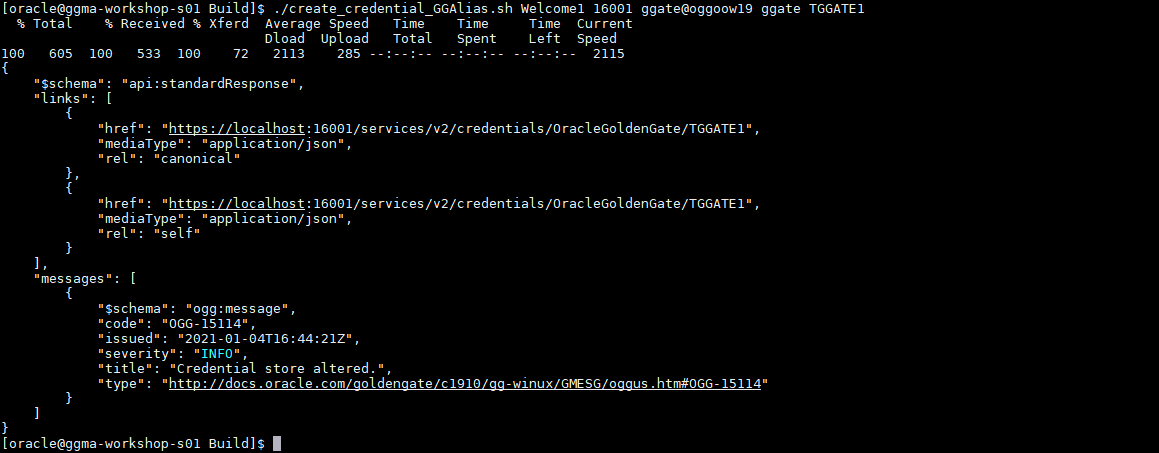 [oracle@ggma-workshop-s01 Build]$ ./create_credential_GGAlias.sh Welcome1 16001 ggate@oggoow19 ggate TGGATE1
  % Total    % Received % Xferd  Average Speed   Time    Time     Time  Current
                                 Dload  Upload   Total   Spent    Left  Speed
100   605  100   533  100    72   2113    285 --:--:-- --:--:-- --:--:--  2115
{
    "$schema": "api:standardResponse",
    "links": [
        {
            "href": "https://localhost:16001/services/v2/credentials/OracleGoldenGate/TGGATE1",
            "mediaType": "application/json",
            "rel": "canonical"
        },
        {
            "href": "https://localhost:16001/services/v2/credentials/OracleGoldenGate/TGGATE1",
            "mediaType": "application/json",
            "rel": "self"
        }
    ],
    "messages": [
        {
            "$schema": "ogg:message",
            "code": "OGG-15114",
            "issued": "2021-01-04T16:44:21Z",
            "severity": "INFO",
            "title": "Credential store altered.",
            "type": "http://docs.oracle.com/goldengate/c1910/gg-winux/GMESG/oggus.htm#OGG-15114"
        }
    ]
}
[oracle@ggma-workshop-s01 Build]$